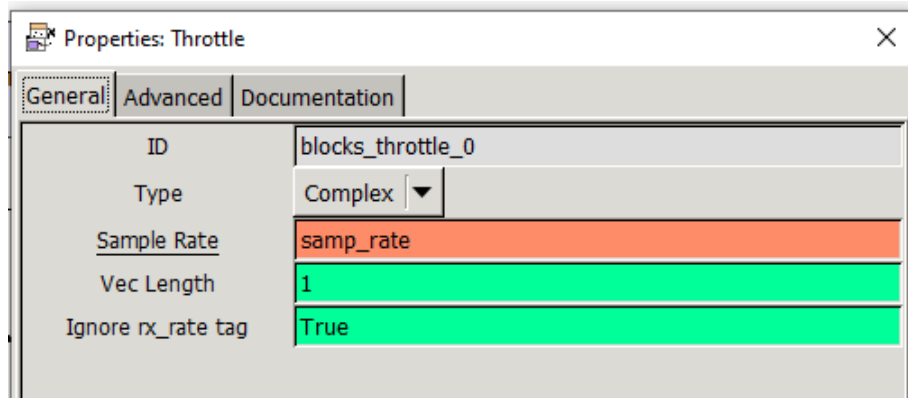 Properties: Throttle
General Advanced Documentation
ID blocks_throttle_0
Type Complex
Sample Rate samp_rate
Vec Length 1
Ignore rx_rate tag True